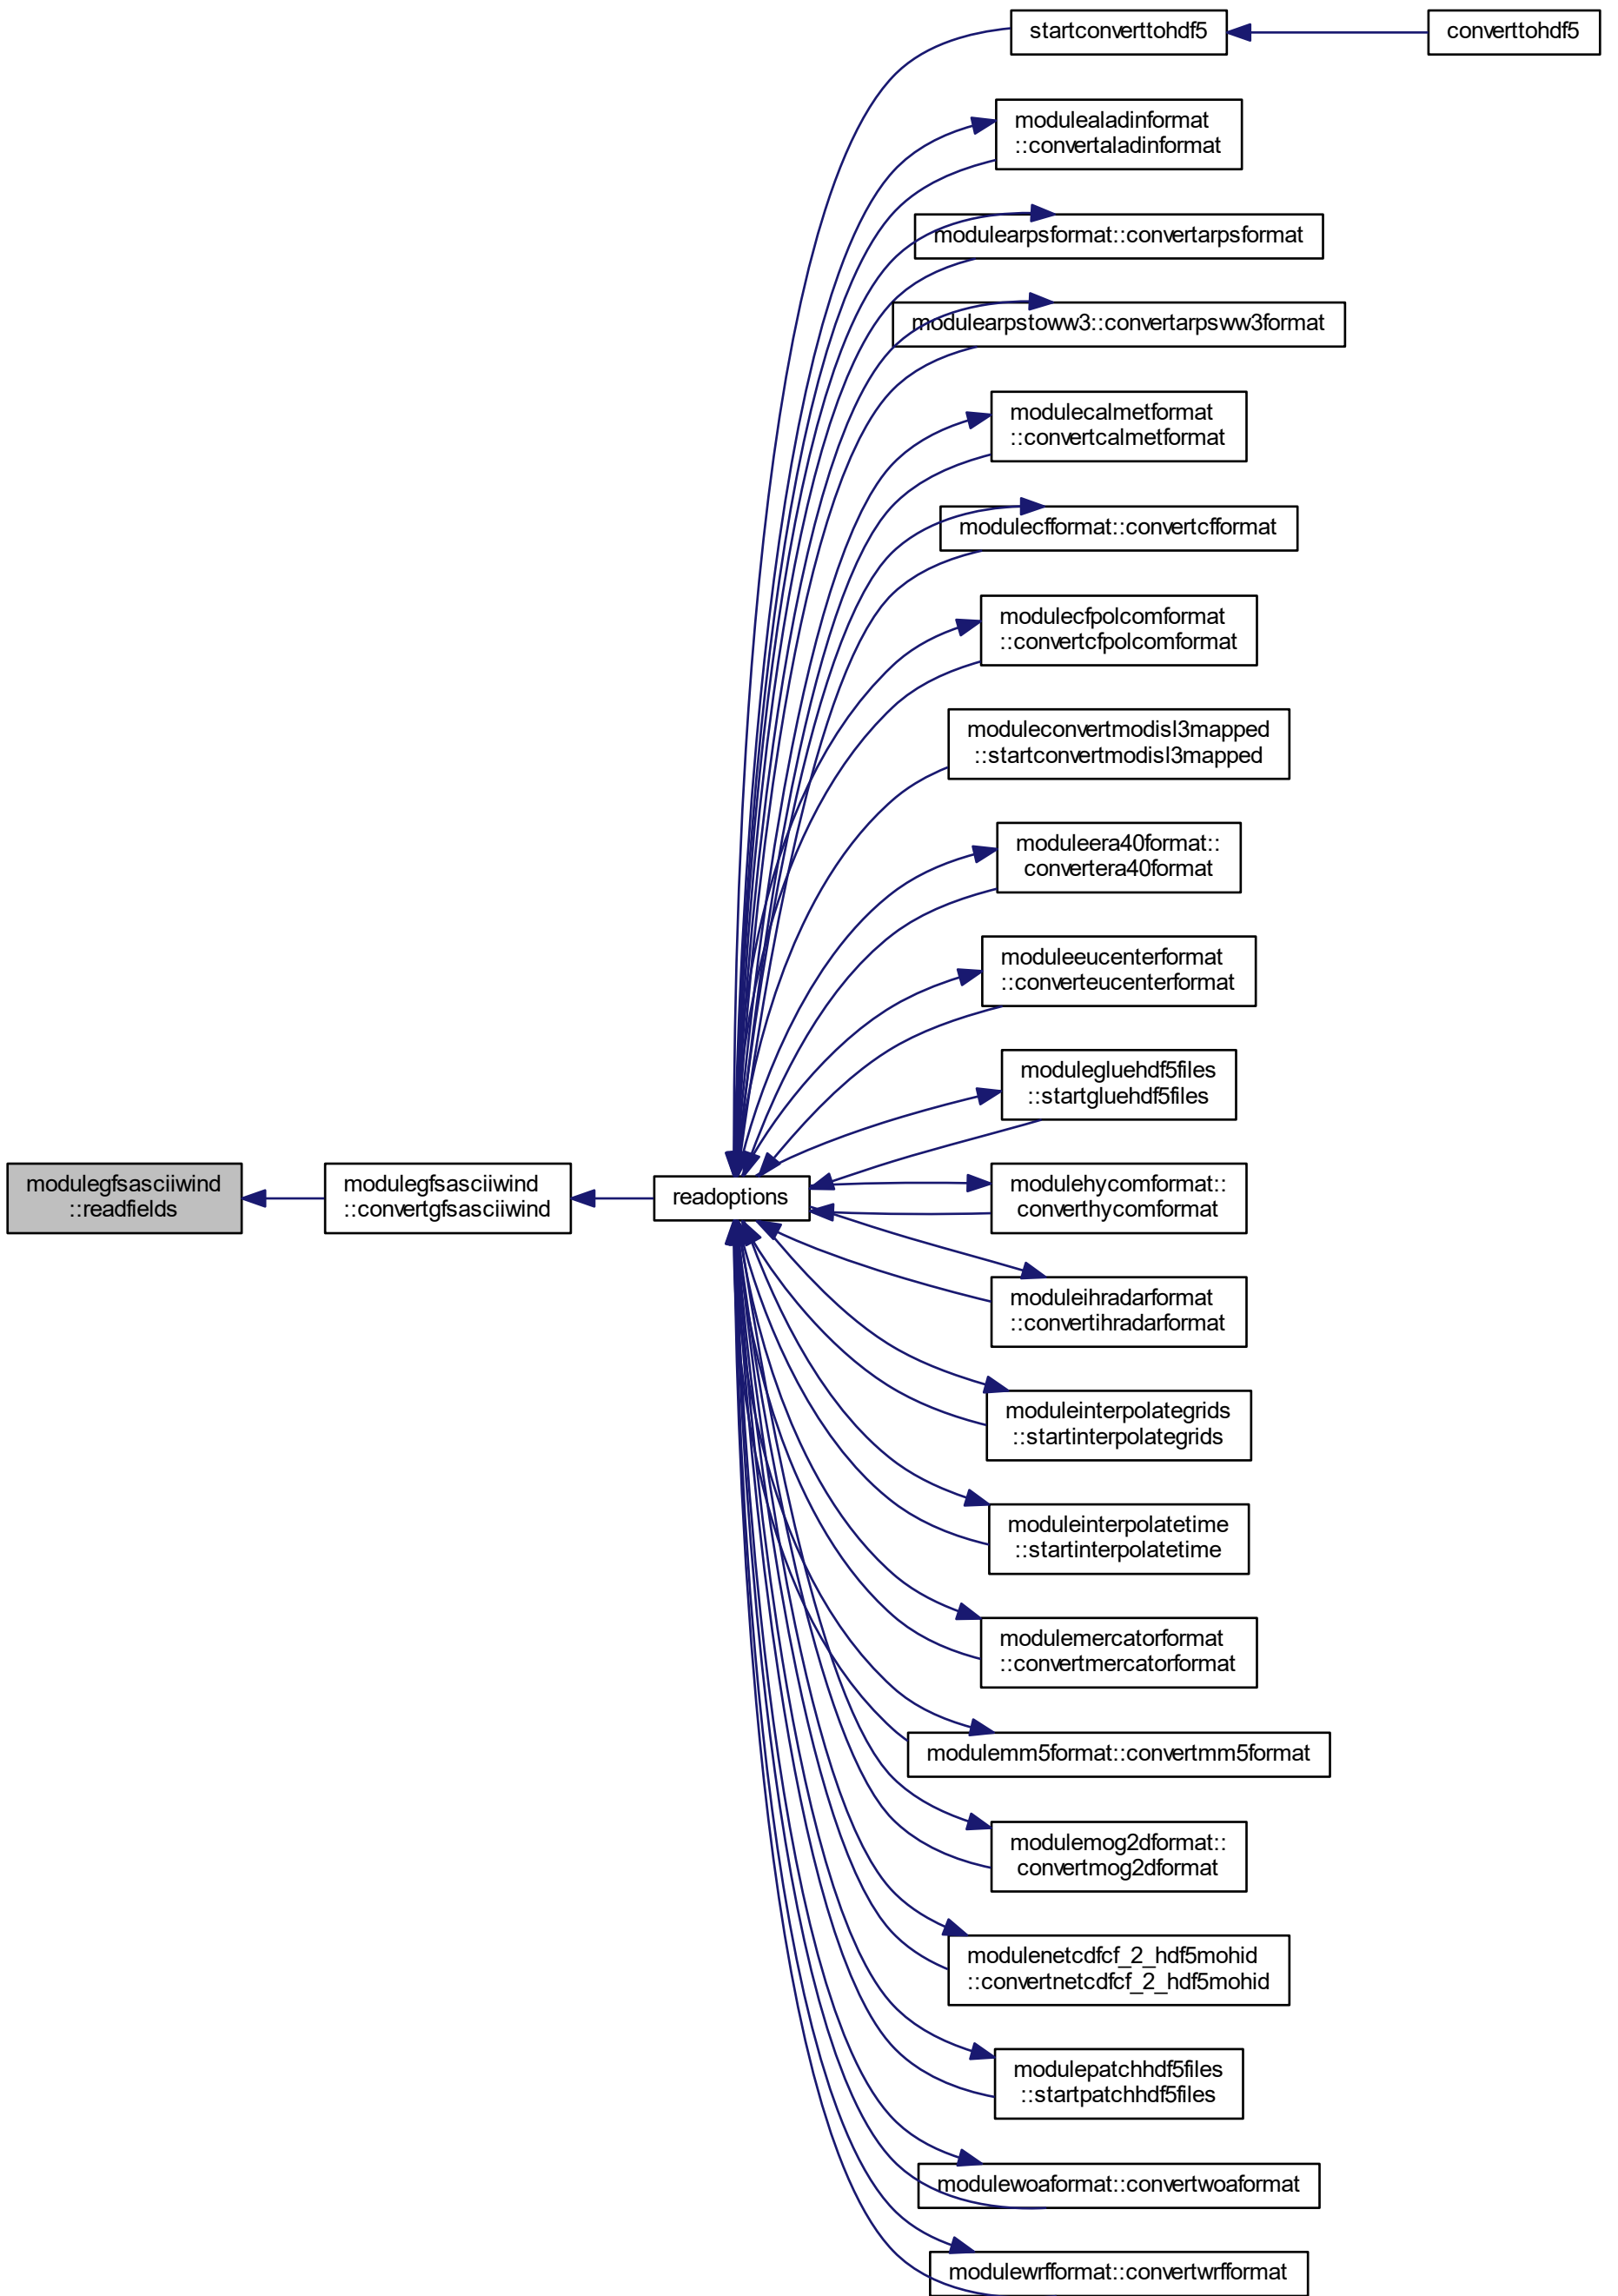 startconverttohdf5
converttohdf5
modulealadinformat
::convertaladinformat
modulearpsformat::convertarpsformat
modulearpstoww3::convertarpsww3format
modulecalmetformat
::convertcalmetformat
modulecfformat::convertcfformat
modulecfpolcomformat
::convertcfpolcomformat
moduleconvertmodisl3mapped
::startconvertmodisl3mapped
moduleera40format::
convertera40format
moduleeucenterformat
::converteucenterformat
modulegluehdf5files
::startgluehdf5files
modulegfsasciiwind
::readfields
modulegfsasciiwind
::convertgfsasciiwind
readoptions
modulehycomformat::
converthycomformat
moduleihradarformat
::convertihradarformat
moduleinterpolategrids
::startinterpolategrids
moduleinterpolatetime
::startinterpolatetime
modulemercatorformat
::convertmercatorformat
modulemm5format::convertmm5format
modulemog2dformat::
convertmog2dformat
modulenetcdfcf_2_hdf5mohid
::convertnetcdfcf_2_hdf5mohid
modulepatchhdf5files
::startpatchhdf5files
modulewoaformat::convertwoaformat
modulewrfformat::convertwrfformat